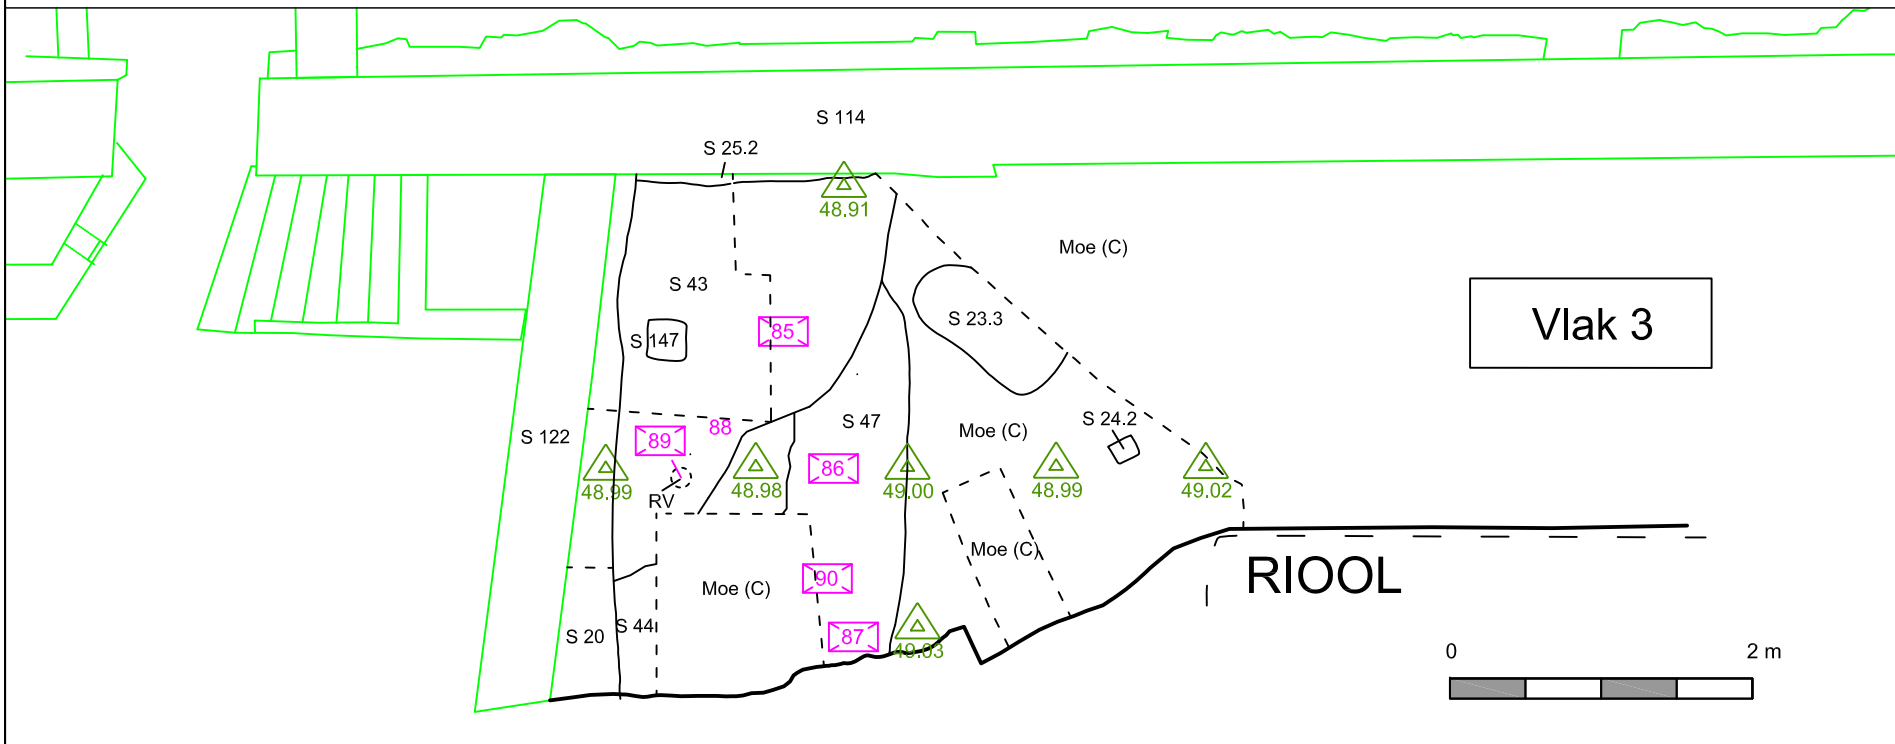 S 114
S 25.2
48.91
Moe (C)
S 43
S 23.3
Vlak 3
S 147
85
S 24.2
S 47
88
Moe (C)
S 122
89
86
48.99
RV
48.98
49.00
48.99
49.02
Moe (C)
RIOOL
90
Moe (C)
S 20
S 44
87
49.03
0 2 m